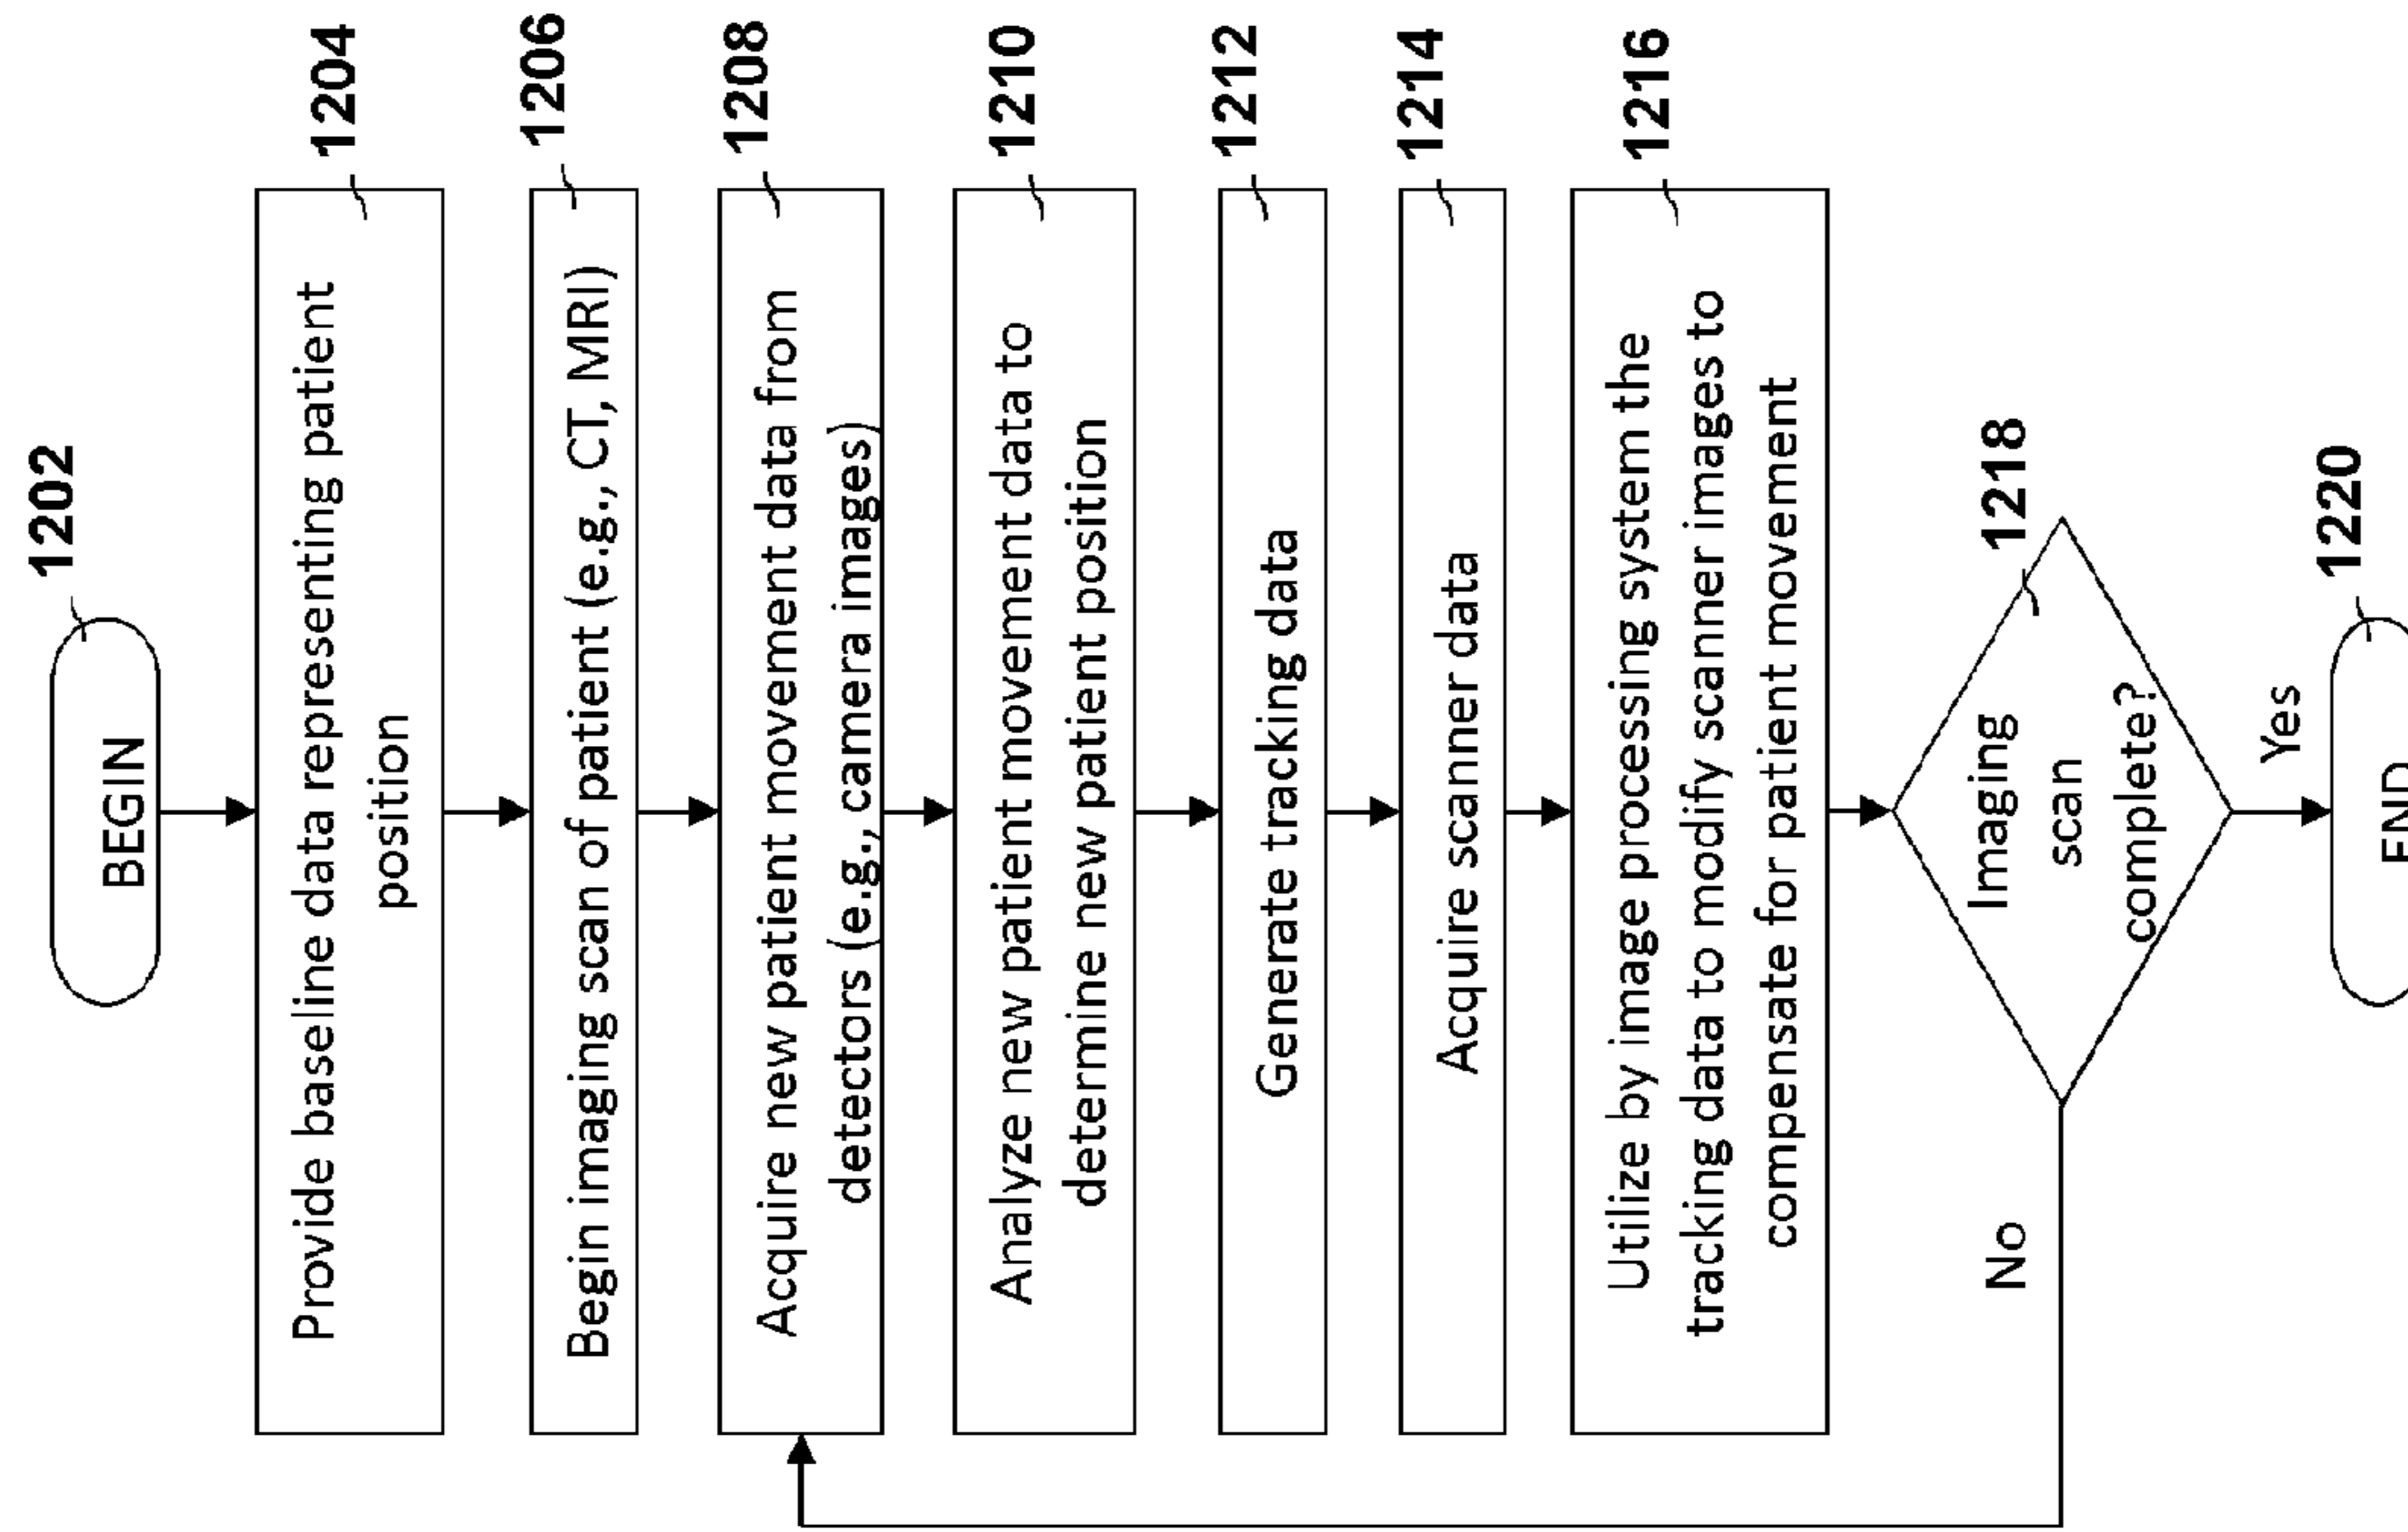 1202
BEGIN
1204
Provide baseline data representing patient
position
1206
Begin imaging scan of patient (e.g., CT, MRI)
1208
Acquire new patient movement data from
detectors (e.g., camera images)
1210
Analyze new patient movement data to
determine new patient position
1212
Generate tracking data
1214
Acquire scanner data
1216
Utilize by image processing system the
tracking data to modify scanner images to
compensate for patient movement
1218
Imaging
scan
complete?
No
Yes
1220
END